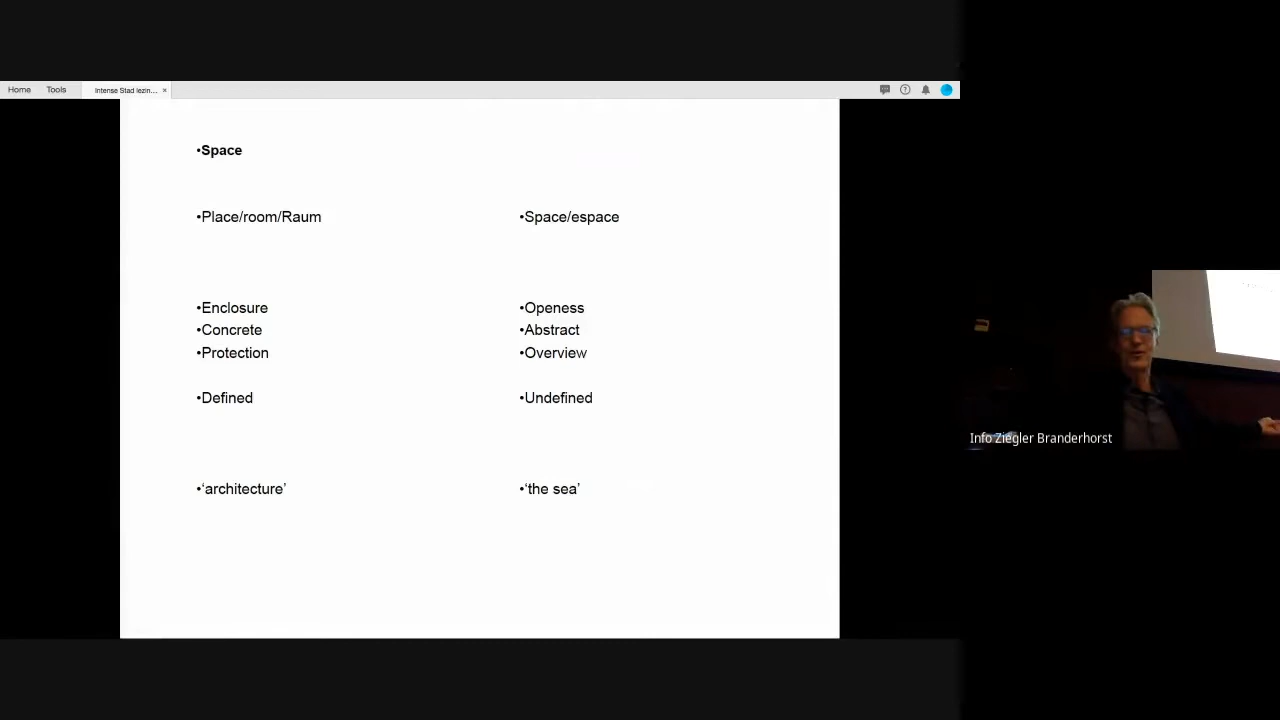 Home Tools Intense Stad lezin... ×
•Space
•Place/room/Raum •Space/espace
•Enclosure •Openess
•Concrete •Abstract
•Protection •Overview
•Defined •Undefined
Info Ziegler Branderhorst
•‘architecture’ •‘the sea’